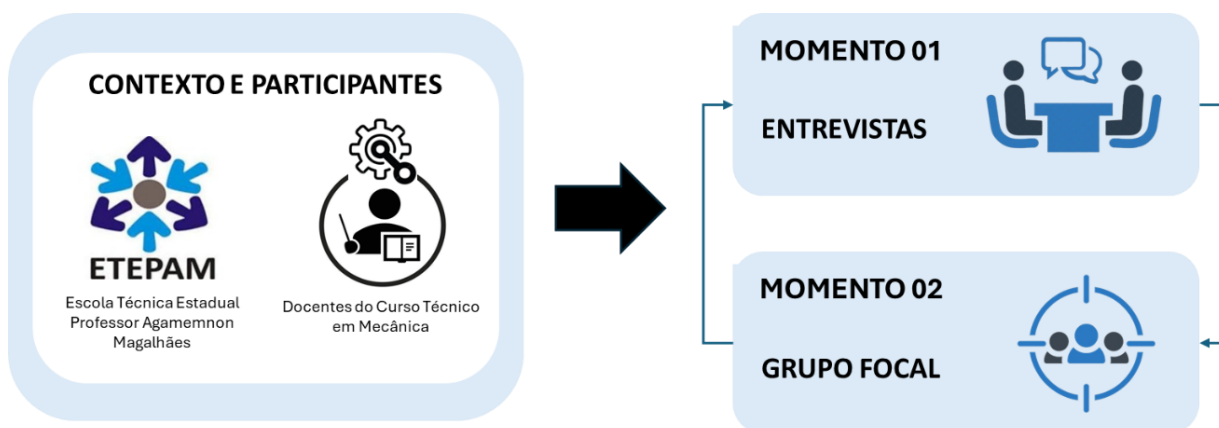 CONTEXTO E PARTICIPANTES
ETEPAM
Escola Técnica Estadual
Professor Agamemnon
Magalhães
Docentes do Curso Técnico
em Mecânica
MOMENTO 01
ENTREVISTAS
MOMENTO 02
GRUPO FOCAL